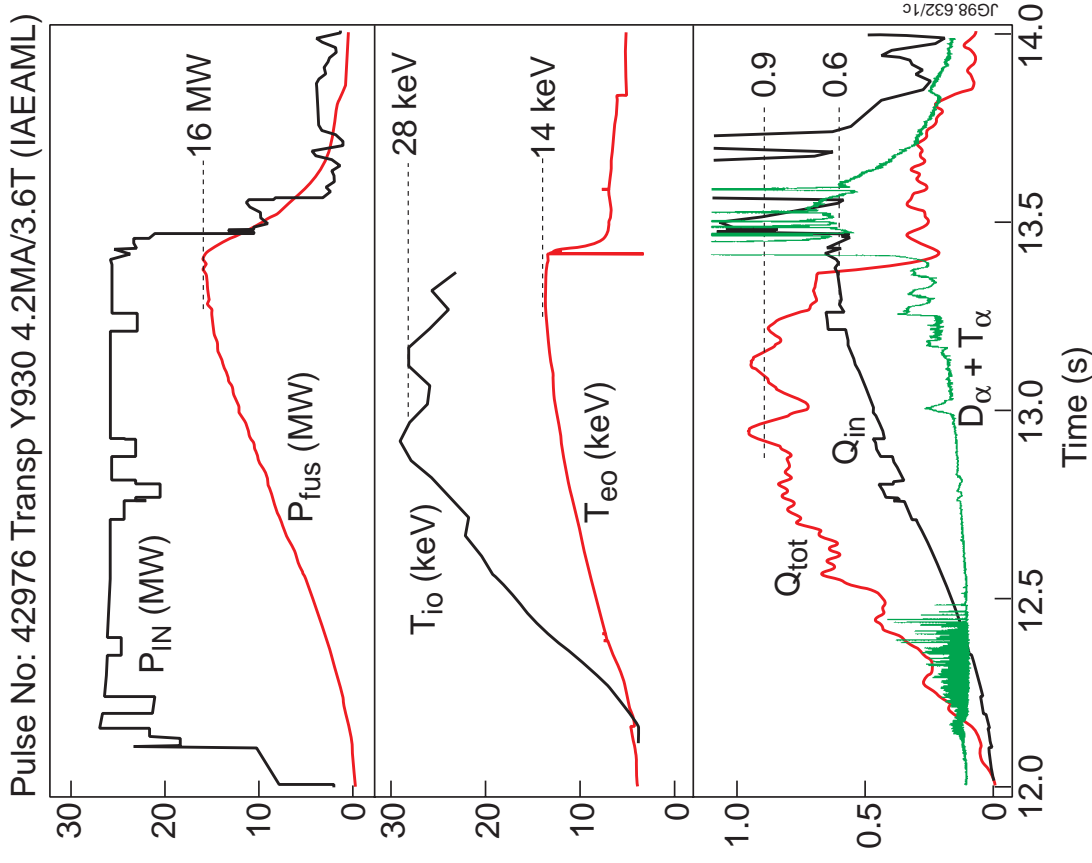 Pulse No: 42976 Transp Y930 4.2MA/3.6T (IAEAML)
30
20
10
0
P_IN (MW)
P_fus (MW)
16 MW
30
20
10
0
T_io (keV)
T_eo (keV)
28 keV
14 keV
1.0
0.5
0
Q_tot
Q_in
D_α + T_α
0.9
0.6
12.0
12.5
13.0
13.5
14.0
Time (s)
JG98.632/1c